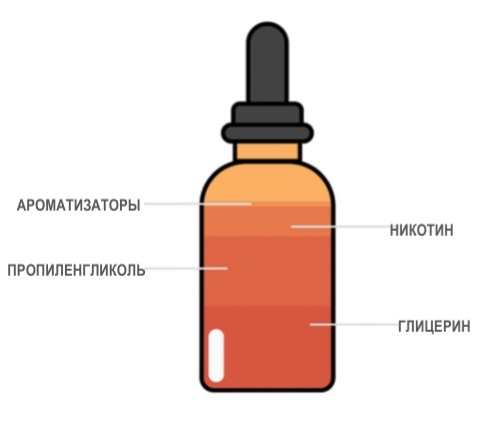 АРОМАТИЗАТОРЫ
НИКОТИН
ПРОПИЛЕНГЛИКОЛЬ
ГЛИЦЕРИН